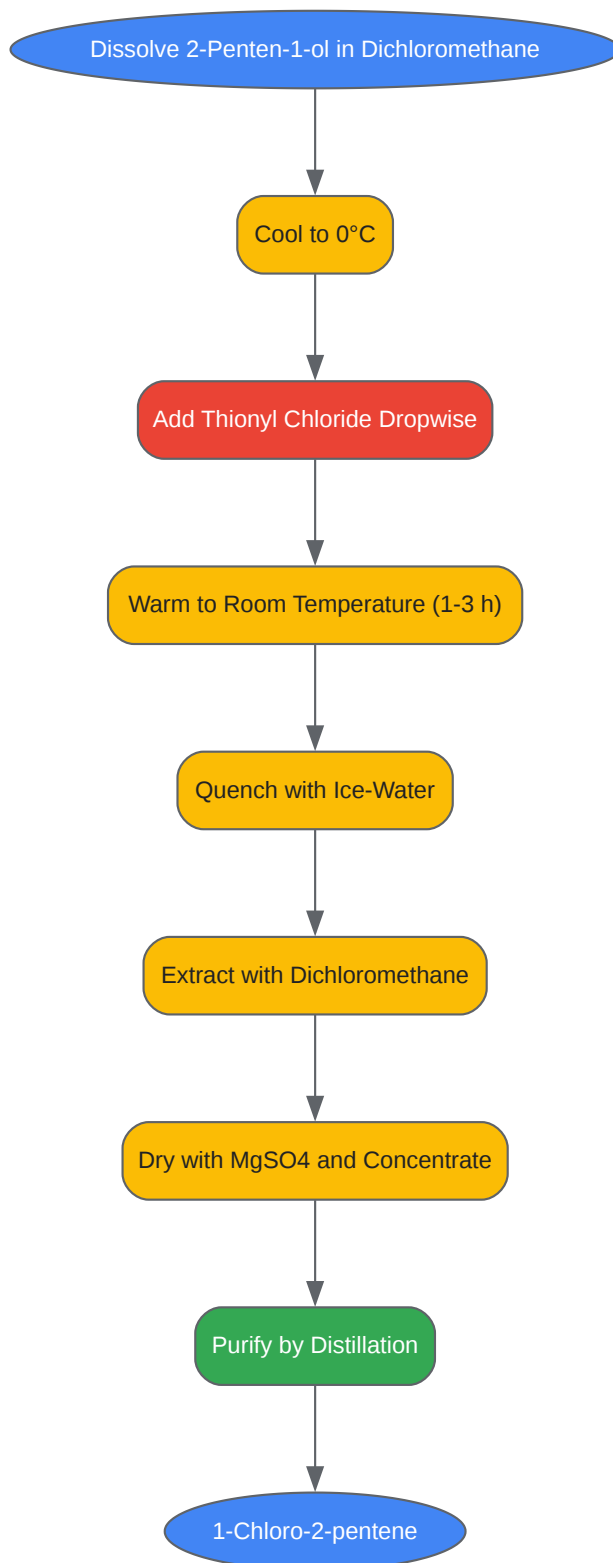 Dissolve 2-Penten-1-ol in Dichloromethane
Cool to 0°C
Add Thionyl Chloride Dropwise
Warm to Room Temperature (1-3 h)
Quench with Ice-Water
Extract with Dichloromethane
Dry with MgSO4 and Concentrate
Purify by Distillation
1-Chloro-2-pentene